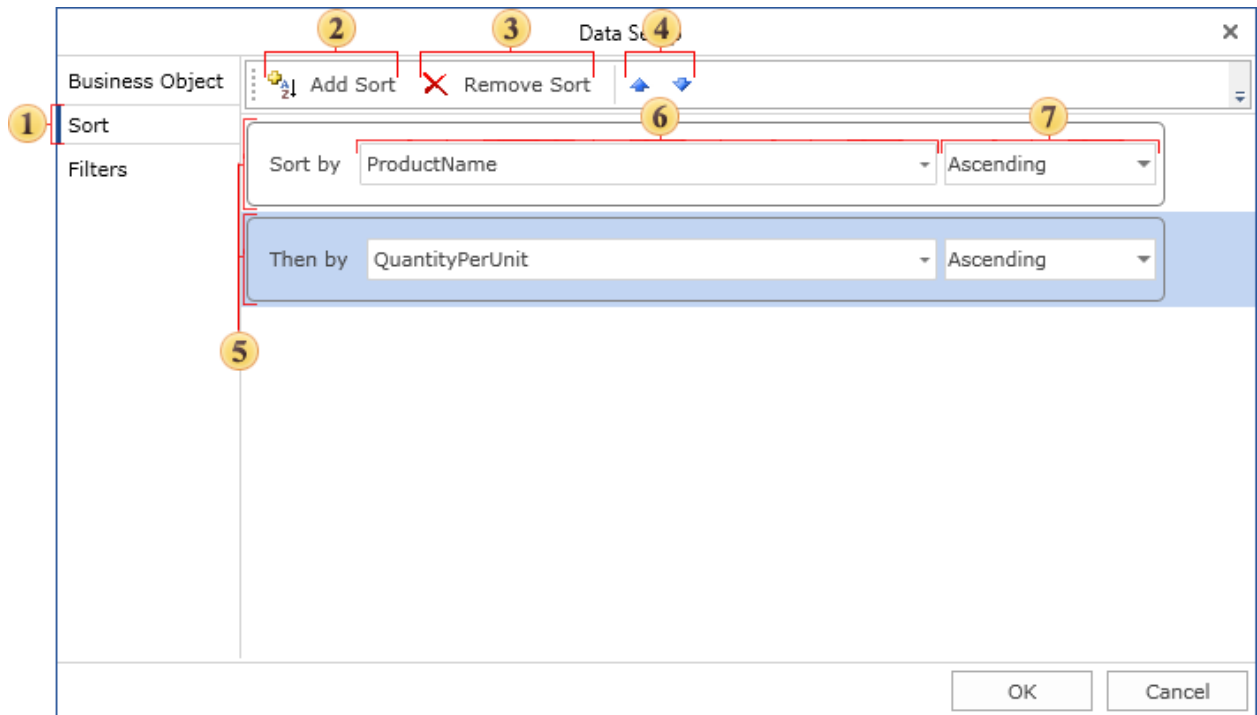 2 3 Data Se 4
Business Object Add Sort Remove Sort
1 Sort 6 7
Sort by ProductName Ascending
Filters
Then by QuantityPerUnit Ascending
5
OK Cancel